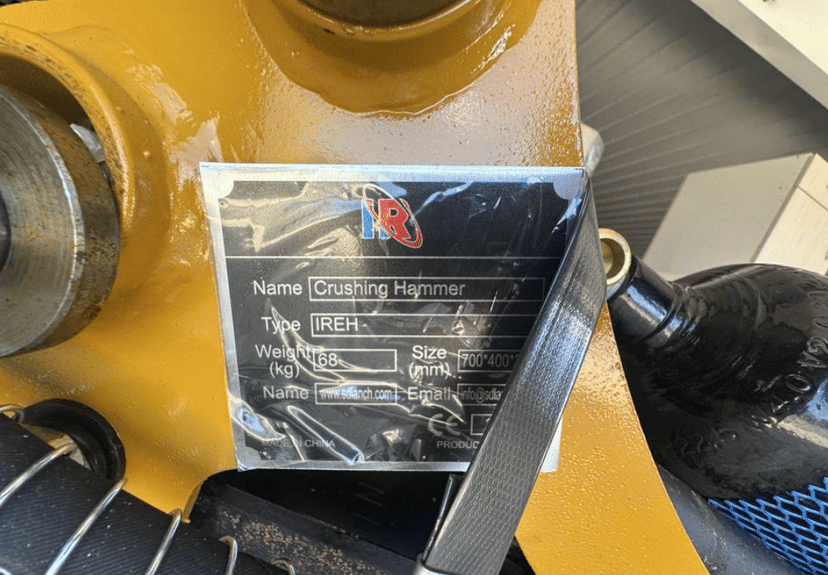 IR
Name Crushing Hammer
Type IREH
Weight (kg) 68 Size (mm) 700*400*
Name www.sdlanch.com Email info@sdla
CE
MADE IN CHINA PRODUC